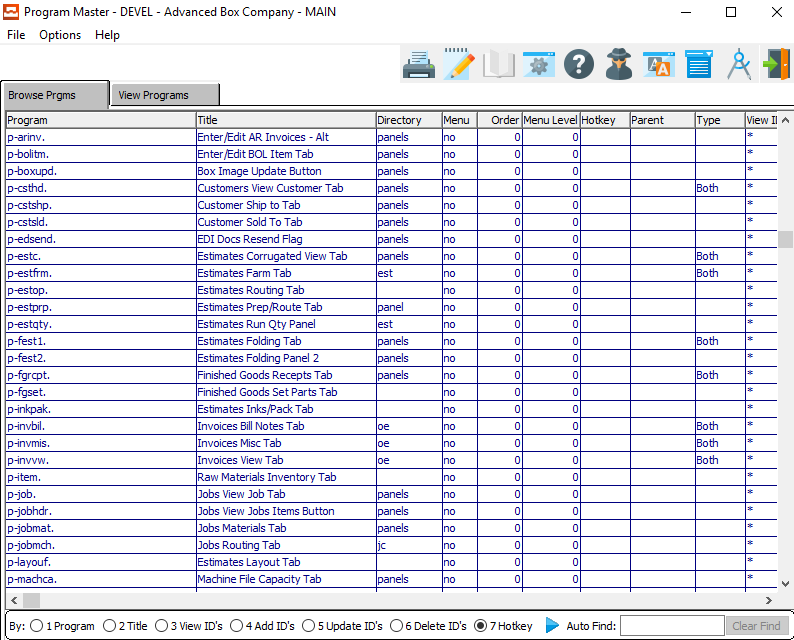 Program Master - DEVEL - Advanced Box Company - MAIN
File Options Help
Browse Prgms View Programs
Program Title Directory Menu Order Menu Level Hotkey Parent Type View I
p-arinv. Enter/Edit AR Invoices - Alt panels no 0 0 *
p-bolitm. Enter/Edit BOL Item Tab panels no 0 0 *
p-boxupd. Box Image Update Button panels no 0 0 *
p-csthd. Customers View Customer Tab panels no 0 0 Both *
p-cstshp. Customer Ship to Tab panels no 0 0 *
p-cstsld. Customer Sold To Tab panels no 0 0 *
p-edsend. EDI Docs Resend Flag panels no 0 0 *
p-estc. Estimates Corrugated View Tab panels no 0 0 Both *
p-estfrm. Estimates Farm Tab est no 0 0 Both *
p-estop. Estimates Routing Tab no 0 0 *
p-estprp. Estimates Prep/Route Tab panel no 0 0 *
p-estqty. Estimates Run Qty Panel est no 0 0 *
p-fest1. Estimates Folding Tab panels no 0 0 Both *
p-fest2. Estimates Folding Panel 2 panels no 0 0 *
p-fgrcpt. Finished Goods Recepts Tab panels no 0 0 Both *
p-fgset. Finished Goods Set Parts Tab no 0 0 *
p-inkpak. Estimates Inks/Pack Tab no 0 0 *
p-invbil. Invoices Bill Notes Tab oe no 0 0 Both *
p-invmis. Invoices Misc Tab oe no 0 0 Both *
p-invvw. Invoices View Tab oe no 0 0 Both *
p-item. Raw Materials Inventory Tab no 0 0 *
p-job. Jobs View Job Tab panels no 0 0 *
p-jobhdr. Jobs View Jobs Items Button panels no 0 0 *
p-jobmat. Jobs Materials Tab panels no 0 0 *
p-jobmch. Jobs Routing Tab jc no 0 0 *
p-layouf. Estimates Layout Tab no 0 0 *
p-machca. Machine File Capacity Tab panels no 0 0 *
By: 1 Program 2 Title 3 View ID's 4 Add ID's 5 Update ID's 6 Delete ID's 7 Hotkey Auto Find: Clear Find